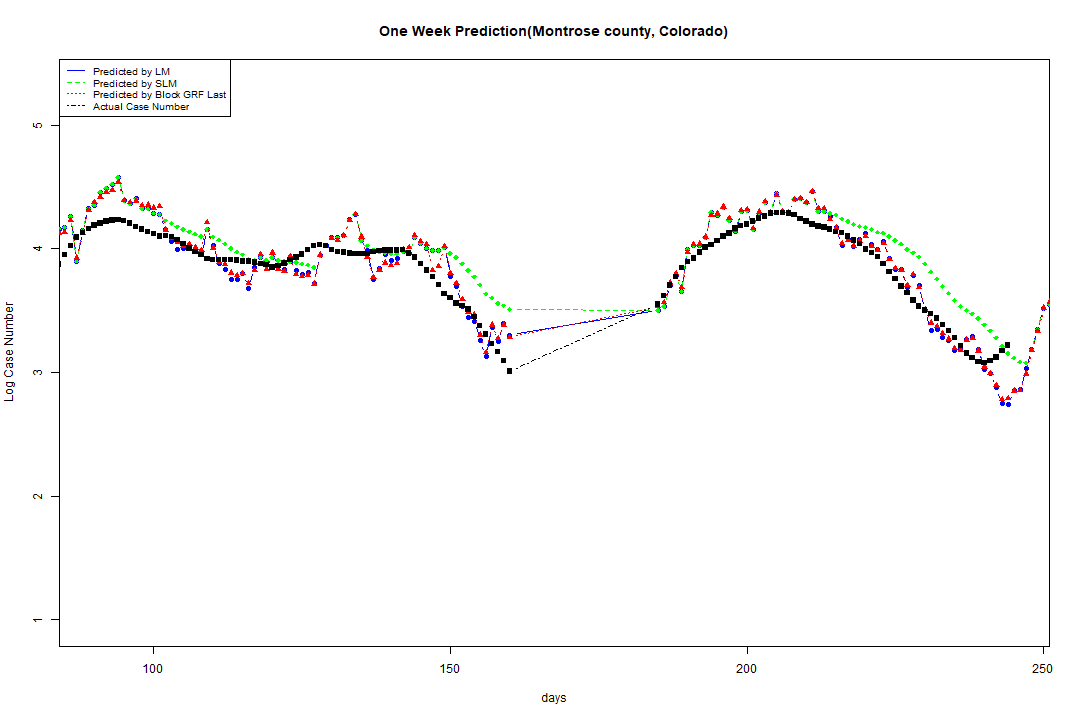 One Week Prediction(Montrose county, Colorado)
Predicted by LM
Predicted by SLM
Predicted by Block GRF Last
Actual Case Number
5
4
3
2
1
Log Case Number
100
150
200
250
days